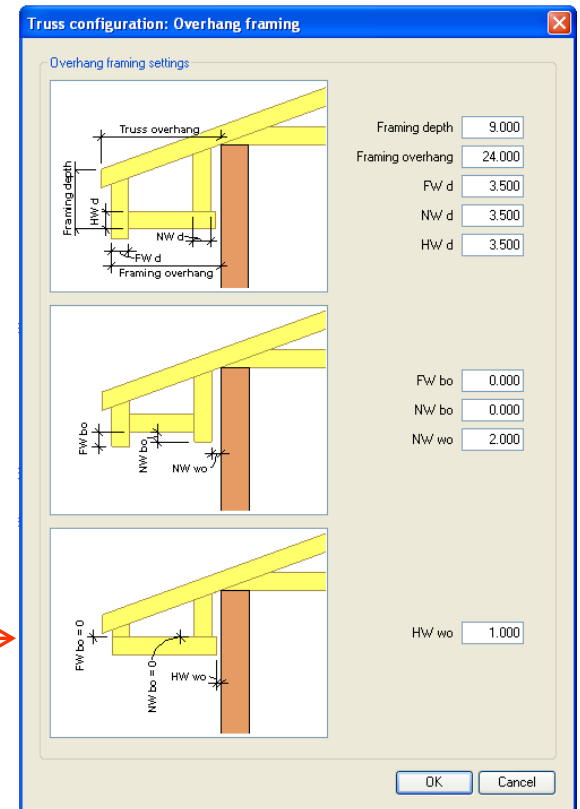 Truss configuration: Overhang framing
Overhang framing settings
Truss overhang
Framing depth
HW d
NW d
FW d
Framing overhang
Framing depth 9.000
Framing overhang 24.000
FW d 3.500
NW d 3.500
HW d 3.500
FW bo
NW bo
NW wo
FW bo 0.000
NW bo 0.000
NW wo 2.000
FW bo = 0
NW bo = 0
HW wo
HW wo 1.000
OK Cancel